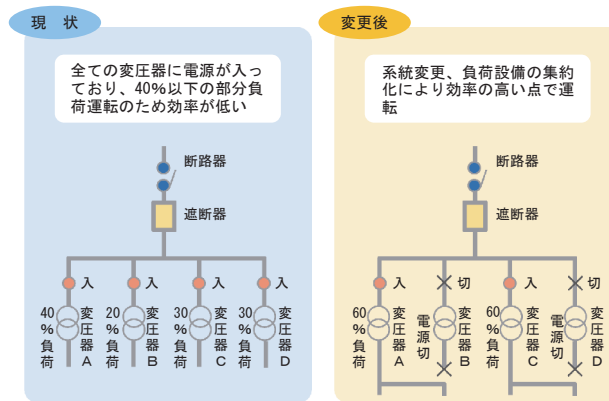 現 状
全ての変圧器に電源が入っ
ており、40%以下の部分負
荷運転のため効率が低い
断路器
遮断器
入
入
入
入
40%負荷
変圧器A
20%負荷
変圧器B
30%負荷
変圧器C
30%負荷
変圧器D
変更後
系統変更、負荷設備の集約
化により効率の高い点で運
転
断路器
遮断器
入
切
入
切
60%負荷
変圧器A
電源切
変圧器B
60%負荷
変圧器C
電源切
変圧器D